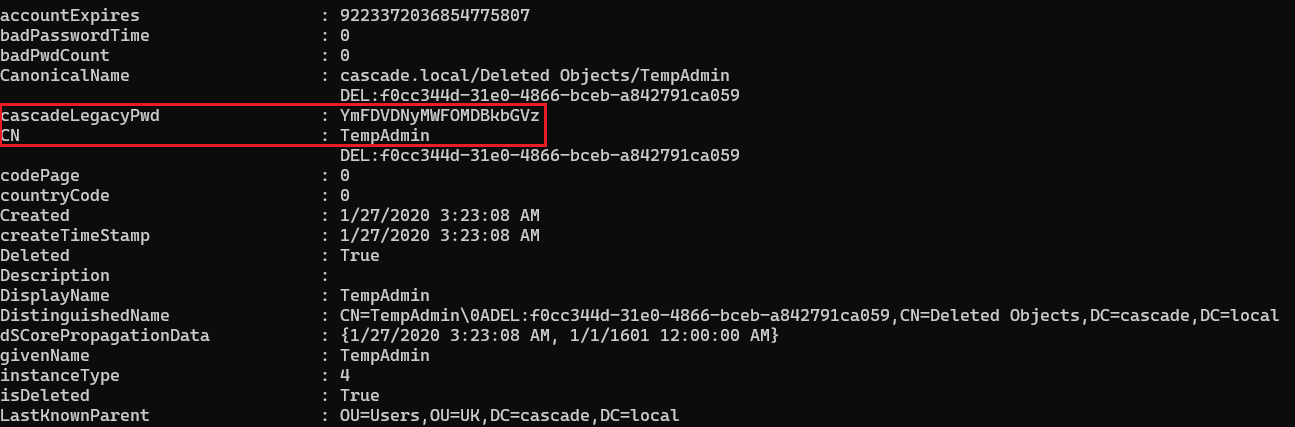 accountExpires : 9223372036854775807
badPasswordTime : 0
badPwdCount : 0
CanonicalName : cascade.local/Deleted Objects/TempAdmin
DEL:f0cc344d-31e0-4866-bceb-a842791ca059
cascadeLegacyPwd : YmFDVDNyMWFOMDBkbGVz
CN : TempAdmin
DEL:f0cc344d-31e0-4866-bceb-a842791ca059
codePage : 0
countryCode : 0
Created : 1/27/2020 3:23:08 AM
createTimeStamp : 1/27/2020 3:23:08 AM
Deleted : True
Description :
DisplayName : TempAdmin
DistinguishedName : CN=TempAdmin\0ADEL:f0cc344d-31e0-4866-bceb-a842791ca059,CN=Deleted Objects,DC=cascade,DC=local
dSCorePropagationData : {1/27/2020 3:23:08 AM, 1/1/1601 12:00:00 AM}
givenName : TempAdmin
instanceType : 4
isDeleted : True
LastKnownParent : OU=Users,OU=UK,DC=cascade,DC=local